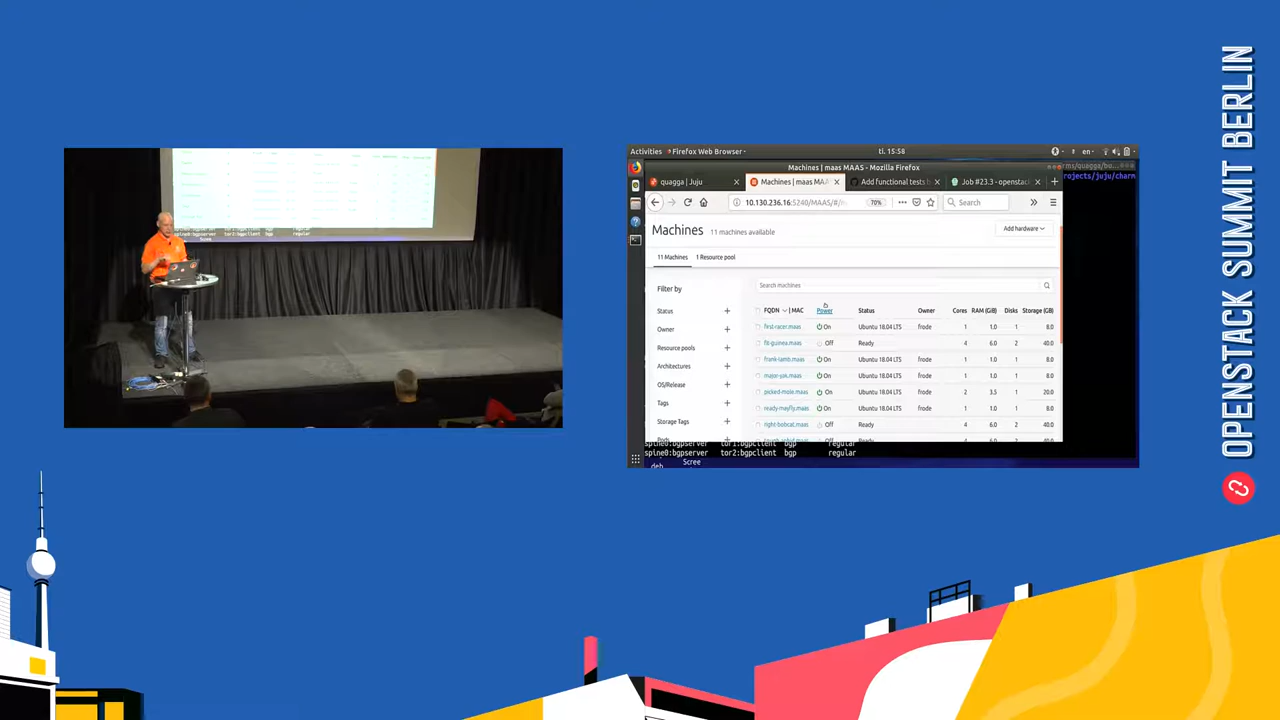 OPENSTACK SUMMIT BERLIN
Activities Firefox Web Browser ti. 15:58 en
Machines | maas MAAS - Mozilla Firefox
quagga | Juju Machines | maas MAA Add functional tests b Job #23.3 - openstack
10.130.236.16:5240/MAAS/#/ 70% Search
rojects/juju/charm
Machines 11 machines available Add hardware
11 Machines 1 Resource pool
Filter by
Search machines
Status
Owner
Resource pools
Architectures
OS/Release
Tags
Storage Tags
Pods
FQDN | MAC Power Status Owner Cores RAM (GiB) Disks Storage (GB)
first-racer.maas On Ubuntu 18.04 LTS frode 1 1.0 1 8.0
fit-guinea.maas Off Ready 4 6.0 2 40.0
frank-lamb.maas On Ubuntu 18.04 LTS frode 1 1.0 1 8.0
major-yak.maas On Ubuntu 18.04 LTS frode 1 1.0 1 8.0
picked-mole.maas On Ubuntu 18.04 LTS frode 2 3.5 1 20.0
ready-mayfly.maas On Ubuntu 18.04 LTS frode 1 1.0 1 8.0
right-bobcat.maas Off Ready 4 6.0 2 40.0
spine0:bgpserver tor1:bgpclient bgp regular
spine0:bgpserver tor2:bgpclient bgp regular
deb Scree